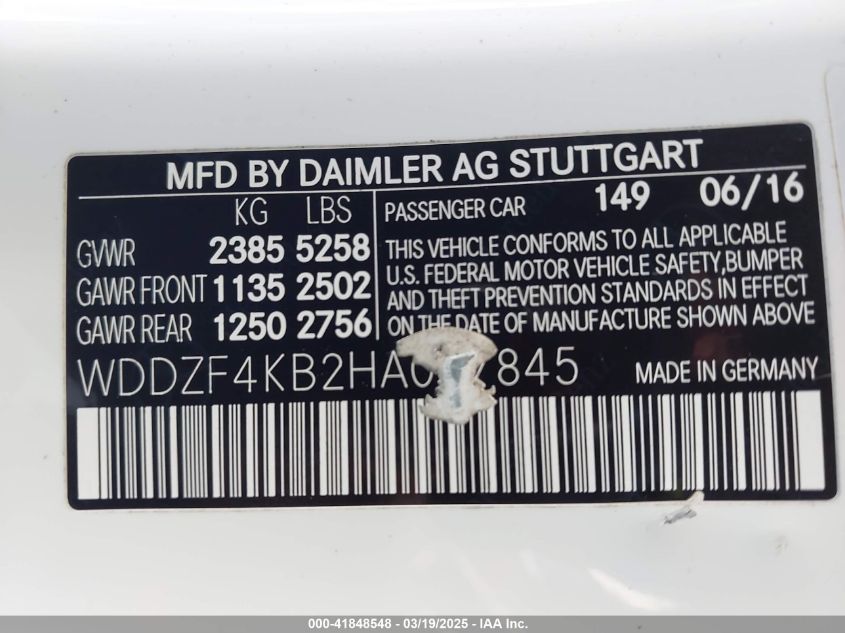 MFD BY DAIMLER AG STUTTGART
KG LBS
GVWR 2385 5258
GAWR FRONT 1135 2502
GAWR REAR 1250 2756
PASSENGER CAR 149 06/16
THIS VEHICLE CONFORMS TO ALL APPLICABLE
U.S. FEDERAL MOTOR VEHICLE SAFETY,BUMPER
AND THEFT PREVENTION STANDARDS IN EFFECT
ON THE DATE OF MANUFACTURE SHOWN ABOVE
MADE IN GERMANY
000-41848548 - 03/19/2025 - IAA Inc.